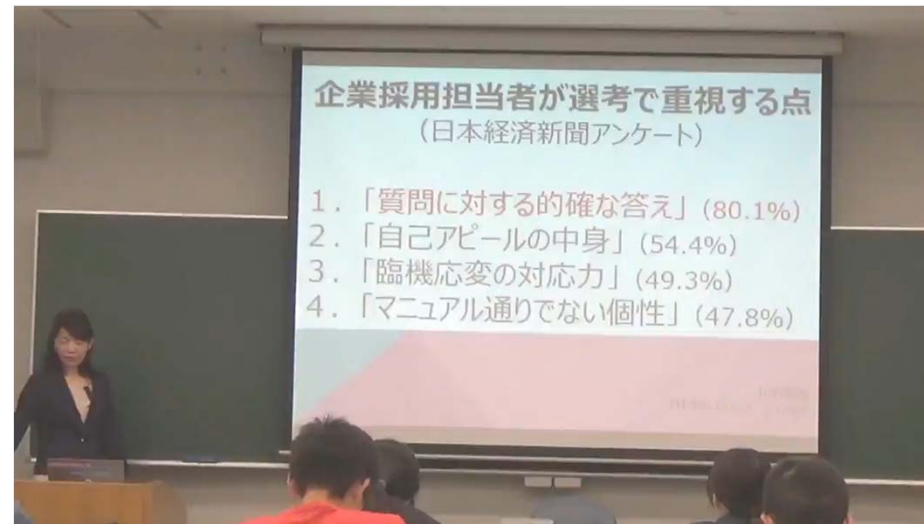 企業採用担当者が選考で重視する点
（日本経済新聞アンケート）
1．「質問に対する的確な答え」(80.1%)
2．「自己アピールの中身」(54.4%)
3．「臨機応変の対応力」(49.3%)
4．「マニュアル通りでない個性」(47.8%)